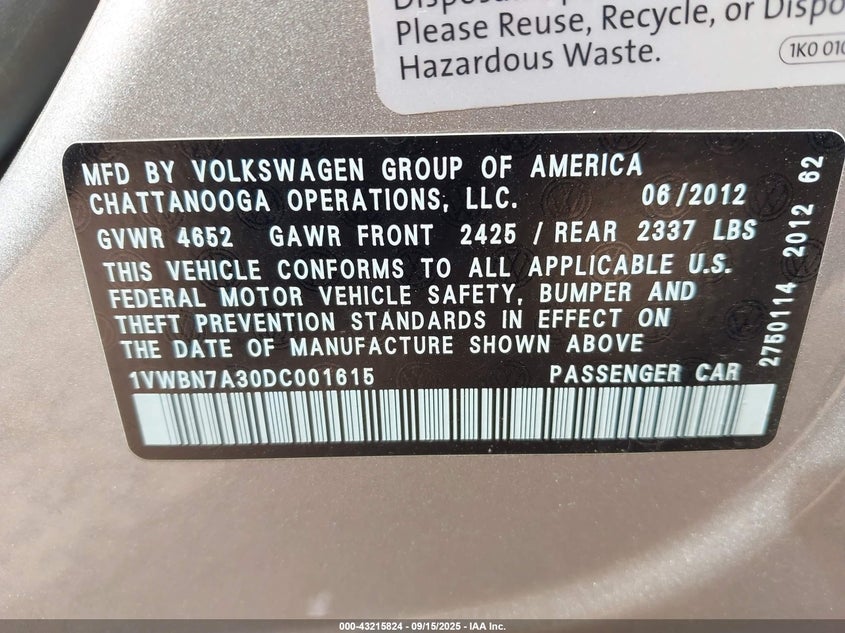 Please Reuse, Recycle, or Dispo
Hazardous Waste.
1K0 010
MFD BY VOLKSWAGEN GROUP OF AMERICA
CHATTANOOGA OPERATIONS, LLC. 06/2012
GVWR 4652 GAWR FRONT 2425 / REAR 2337 LBS
THIS VEHICLE CONFORMS TO ALL APPLICABLE U.S.
FEDERAL MOTOR VEHICLE SAFETY, BUMPER AND
THEFT PREVENTION STANDARDS IN EFFECT ON
THE DATE OF MANUFACTURE SHOWN ABOVE
1VWBN7A30DC001615 PASSENGER CAR
2750114 2012 62
000-43215824 - 09/15/2025 - IAA Inc.